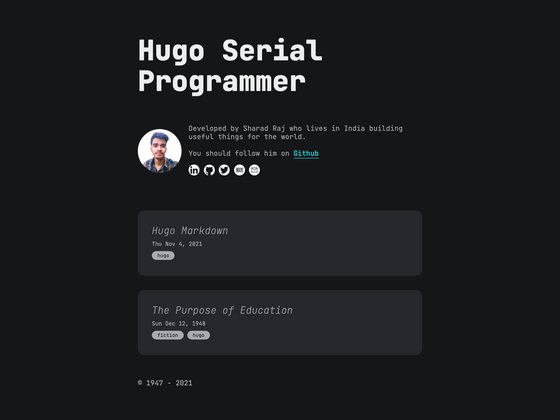 Hugo Serial
Programmer
Developed by Sharad Raj who lives in India building
useful things for the world.
You should follow him on Github
Hugo Markdown
Thu Nov 4, 2021
hugo
The Purpose of Education
Sun Dec 12, 1948
fiction hugo
© 1947 - 2021